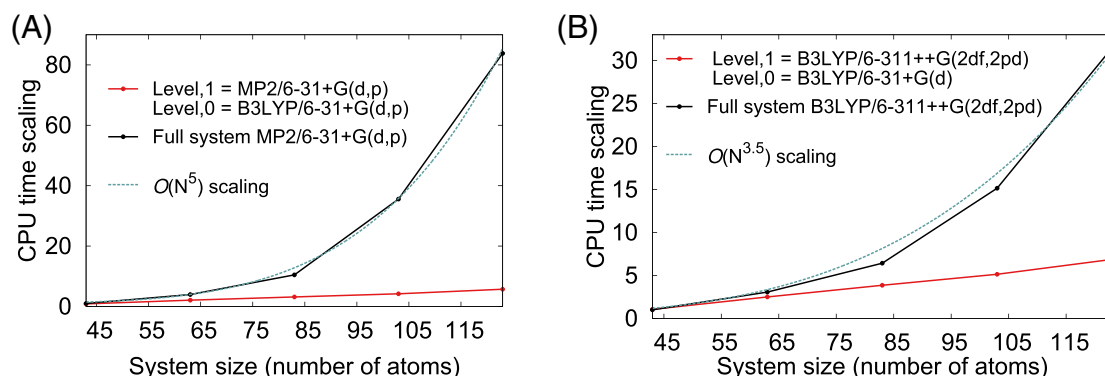 (A)
CPU time scaling
80
60
40
20
0
Level,1 = MP2/6-31+G(d,p)
Level,0 = B3LYP/6-31+G(d,p)
Full system MP2/6-31+G(d,p)
O(N^5) scaling
45 55 65 75 85 95 105 115
System size (number of atoms)
(B)
CPU time scaling
30
25
20
15
10
5
0
Level,1 = B3LYP/6-311++G(2df,2pd)
Level,0 = B3LYP/6-31+G(d)
Full system B3LYP/6-311++G(2df,2pd)
O(N^3.5) scaling
45 55 65 75 85 95 105 115
System size (number of atoms)